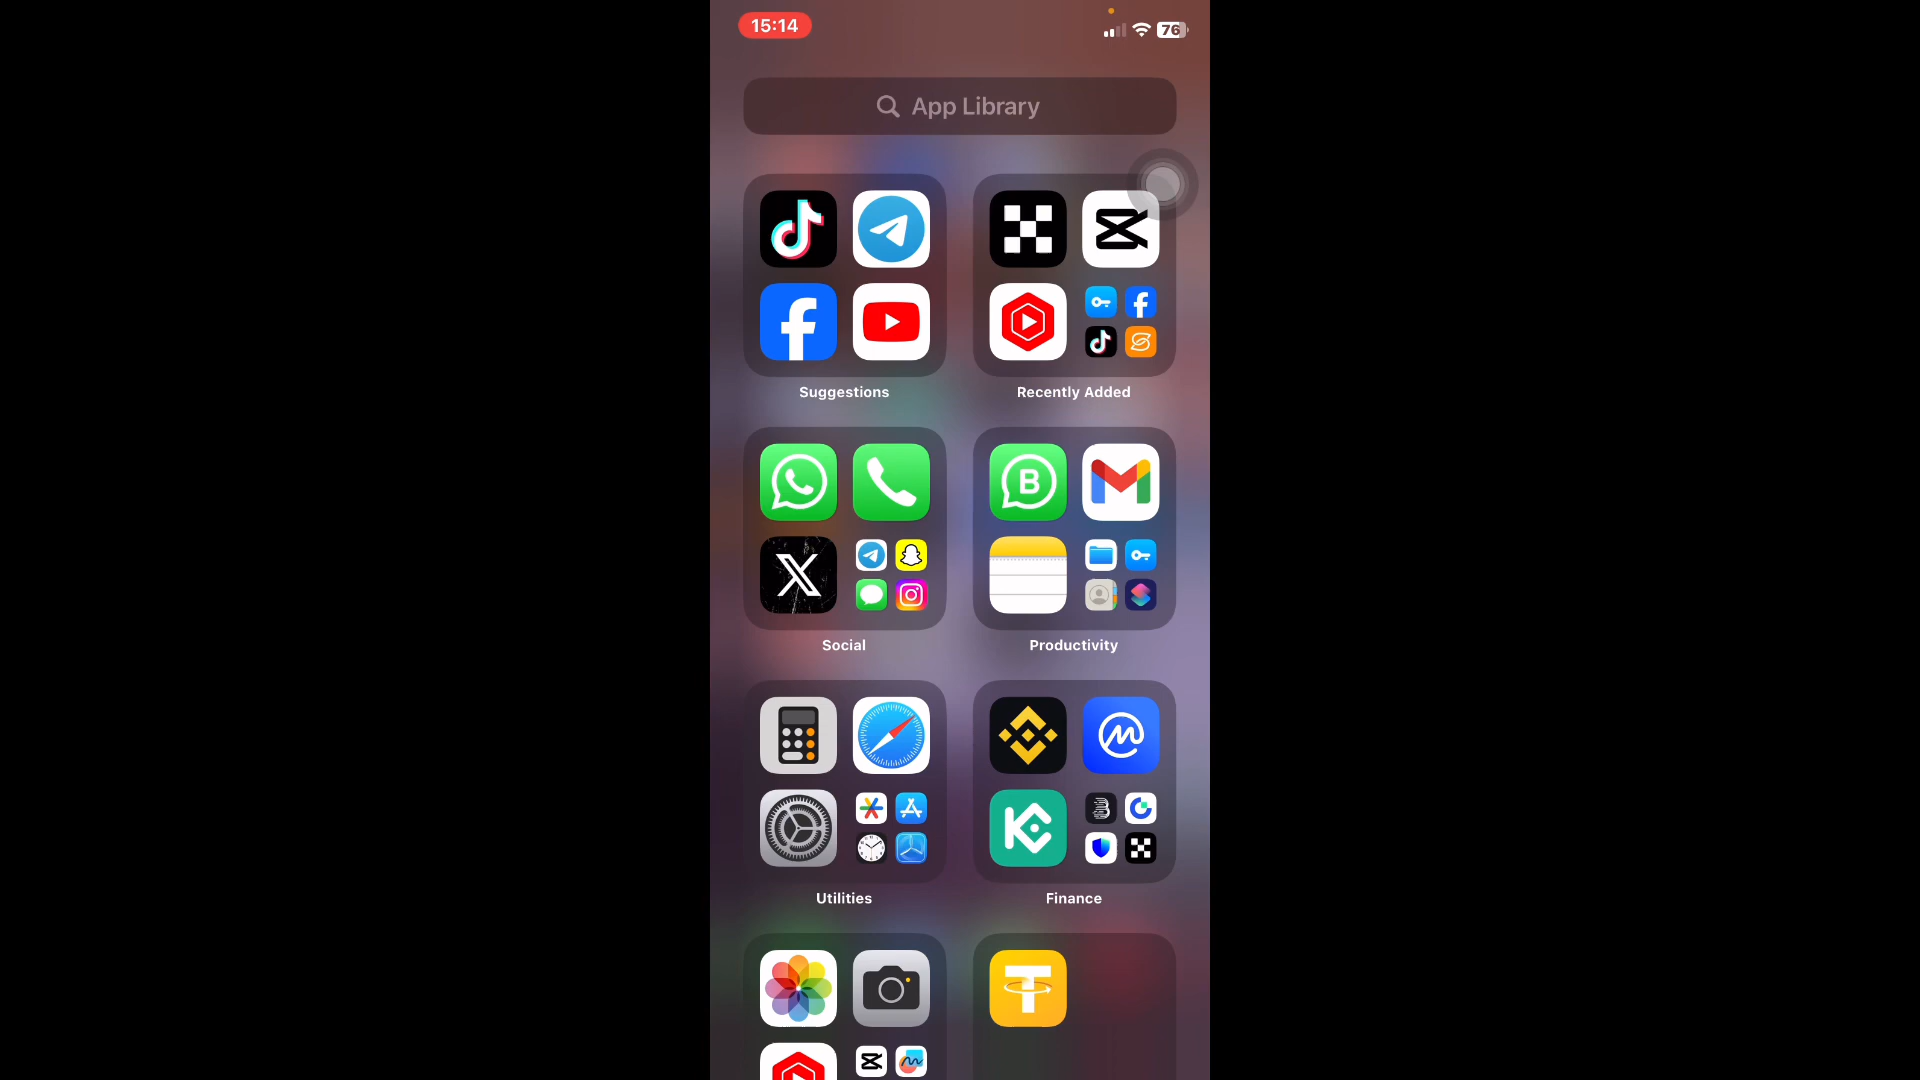 15:14
76
App Library
Suggestions
Recently Added
B
Social
Productivity
Utilities
Finance